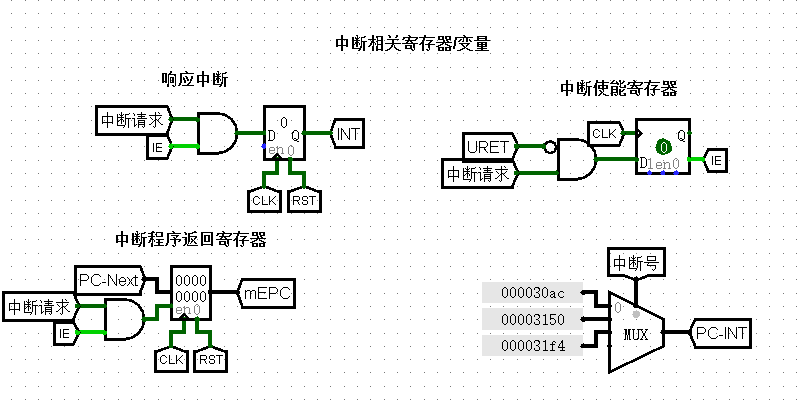 中断相关寄存器/变量
响应中断
中断请求
IE
D
0
Q
en 0
INT
CLK
RST
中断使能寄存器
URET
中断请求
CLK
Q
0
D 1en0
IE
中断程序返回寄存器
PC-Next
中断请求
IE
0000
0000
en 0
mEPC
CLK
RST
中断号
000030ac
00003150
000031f4
0
MUX
PC-INT